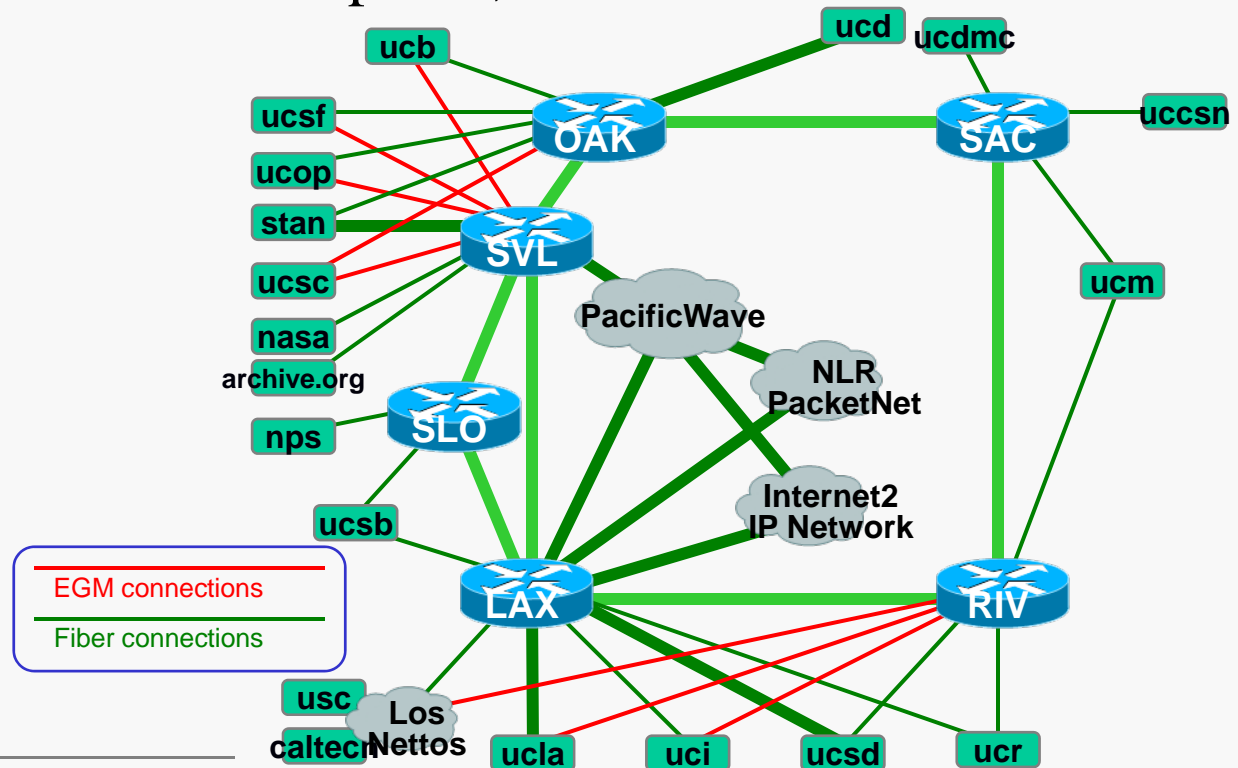 ucd
ucdmc
ucb
ucsf
OAK
SAC
uccsn
ucop
stan
SVL
ucsc
ucm
PacificWave
nasa
archive.org
NLR
PacketNet
SLO
nps
Internet2
IP Network
ucsb
EGM connections
Fiber connections
LAX
RIV
usc
Los
Nettos
ucla
uci
ucsd
ucr